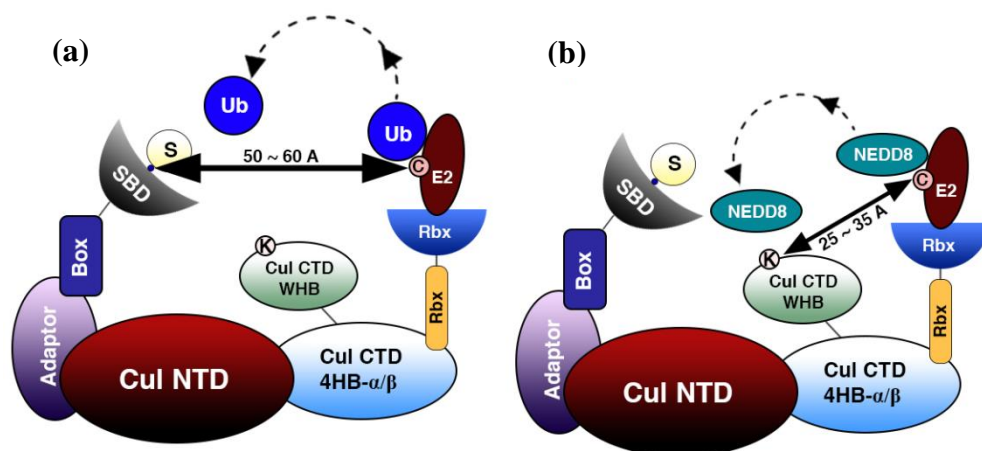 (a)
Ub
Ub
S
50 ~ 60 A
C
E2
SBD
Rbx
Box
K
Cul CTD
WHB
Rbx
Adaptor
Cul NTD
Cul CTD
4HB-α/β
(b)
S
NEDD8
C
E2
SBD
NEDD8
25 ~ 35 A
Rbx
Box
K
Cul CTD
WHB
Rbx
Adaptor
Cul NTD
Cul CTD
4HB-α/β